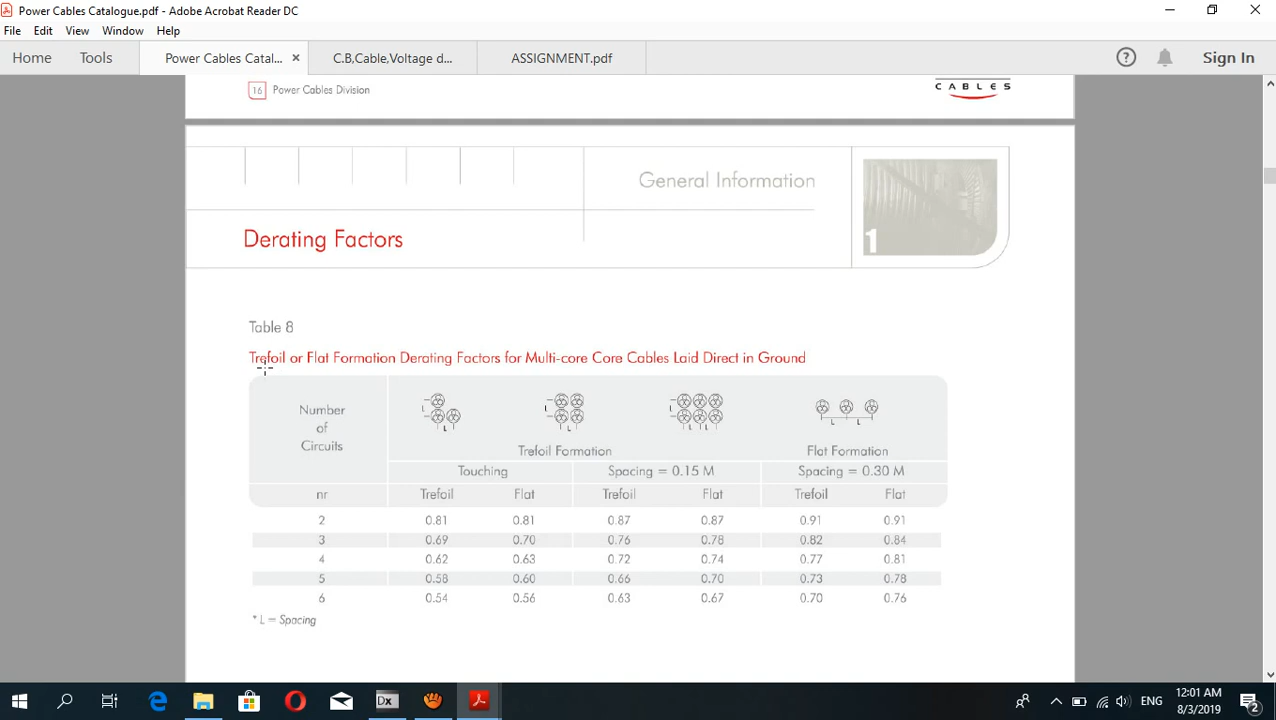 Power Cables Catalogue.pdf - Adobe Acrobat Reader DC
File Edit View Window Help
Home Tools Power Cables Catal... × C.B,Cable,Voltage d... ASSIGNMENT.pdf ? Sign In
16 Power Cables Division
CABLES
General Information
1
Derating Factors
Table 8
Trefoil or Flat Formation Derating Factors for Multi-core Core Cables Laid Direct in Ground
Number
of
Circuits
L L
L L
L L L
L L
Trefoil Formation Flat Formation
Touching Spacing = 0.15 M Spacing = 0.30 M
nr Trefoil Flat Trefoil Flat Trefoil Flat
2 0.81 0.81 0.87 0.87 0.91 0.91
3 0.69 0.70 0.76 0.78 0.82 0.84
4 0.62 0.63 0.72 0.74 0.77 0.81
5 0.58 0.60 0.66 0.70 0.73 0.78
6 0.54 0.56 0.63 0.67 0.70 0.76
* L = Spacing
Dx
ENG
12:01 AM
8/3/2019
2